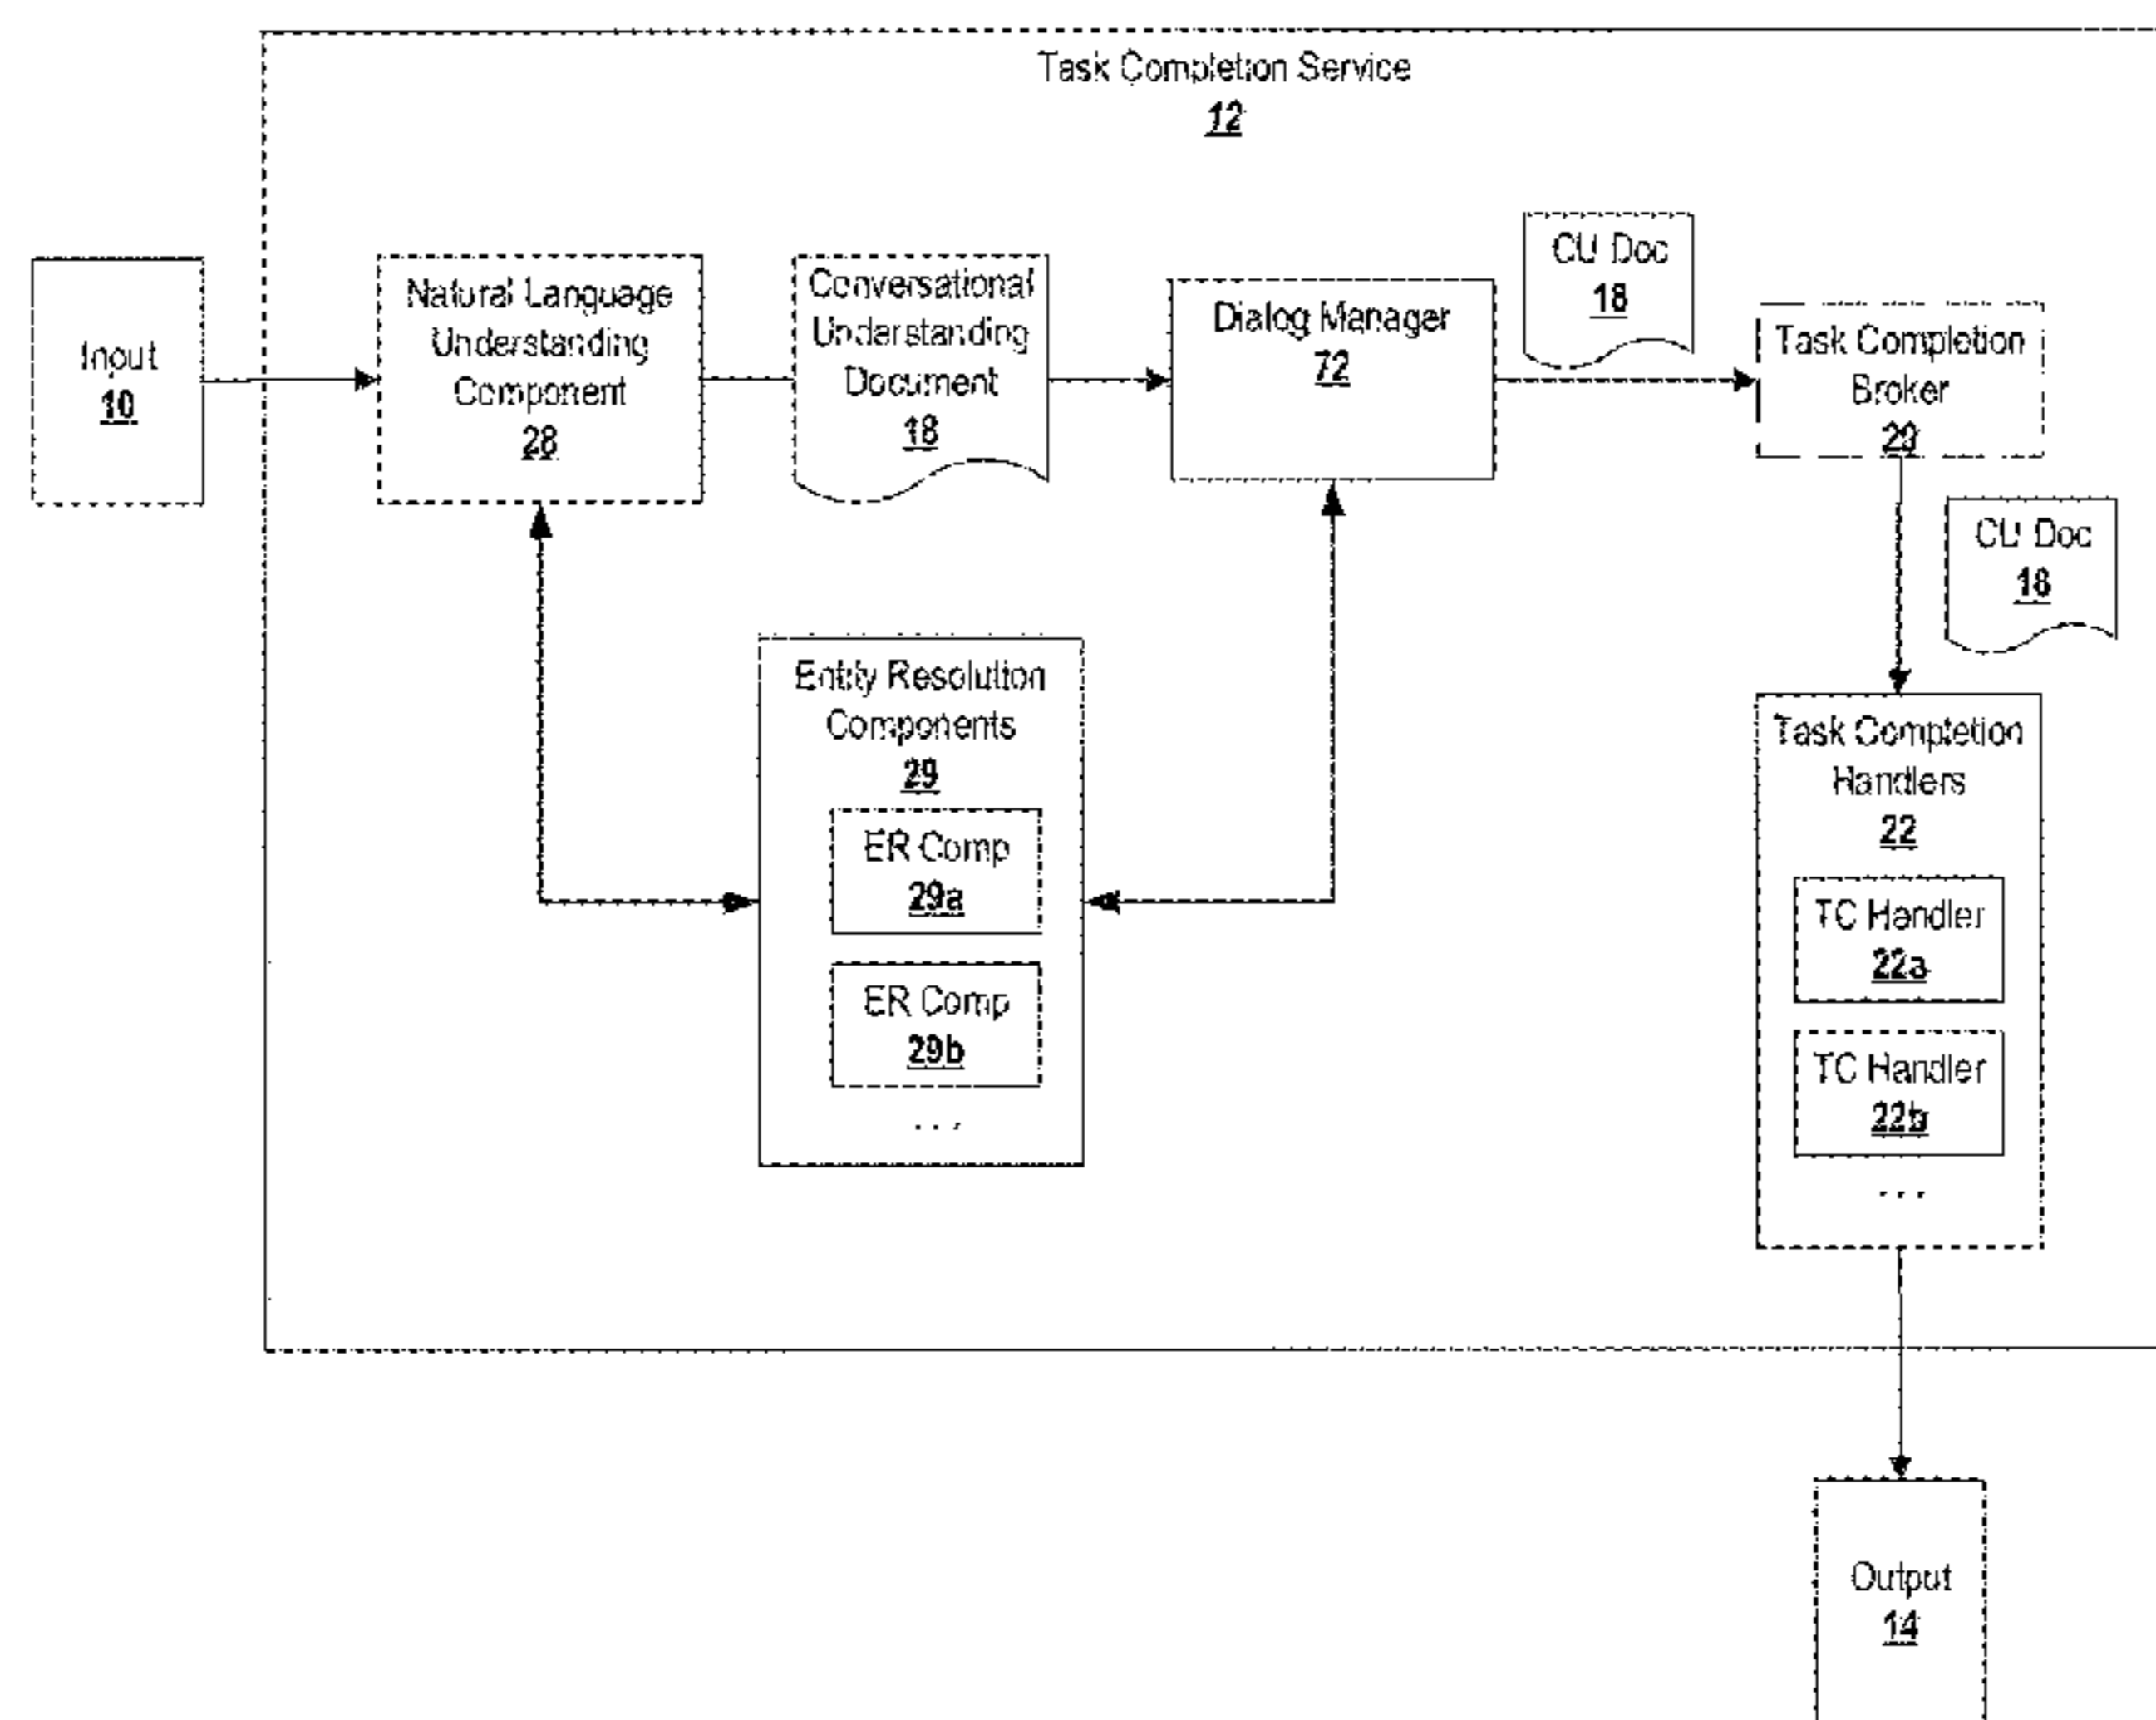 Task Completion Service
12
Input
10
Natural Language
Understanding
Component
28
Conversational
Understanding
Document
18
Dialog Manager
72
CU Doc
18
Task Completion
Broker
20
CU Doc
18
Entity Resolution
Components
29
ER Comp
29a
ER Comp
29b
...
Task Completion
Handlers
22
TC Handler
22a
TC Handler
22b
...
Output
14